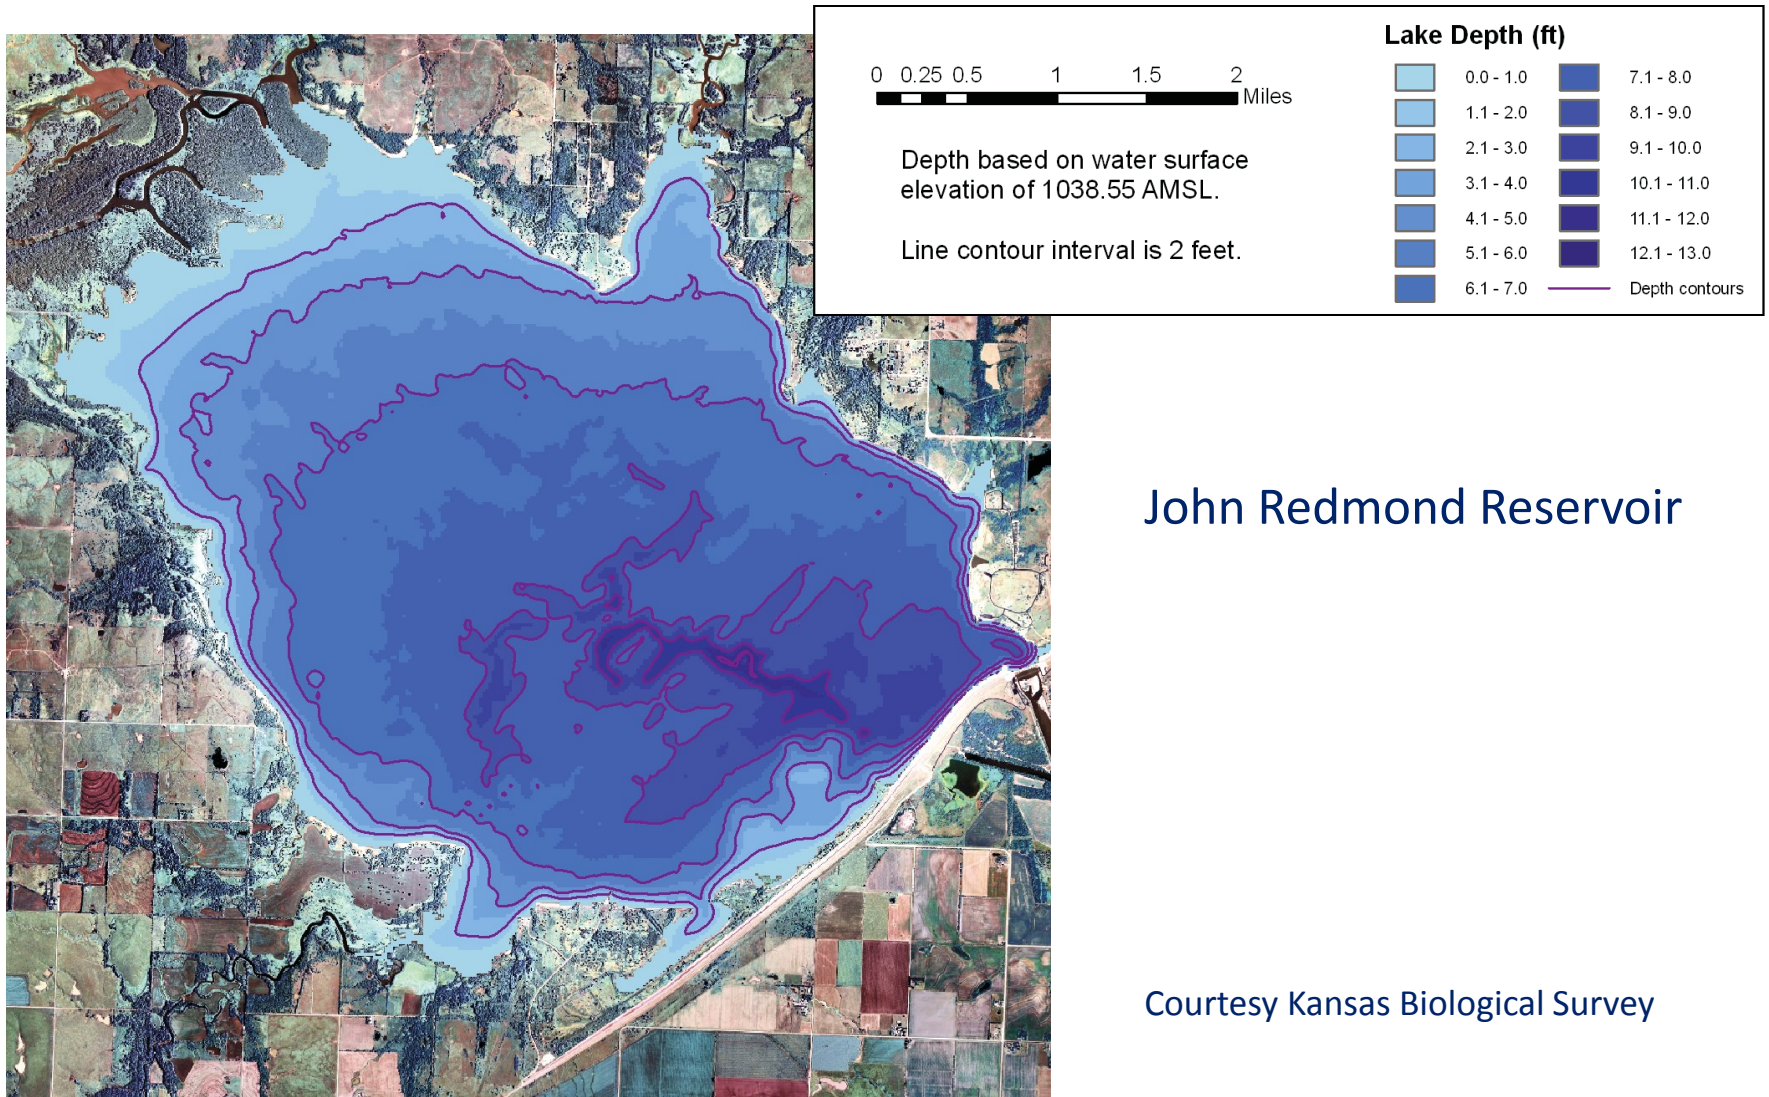 0 0.25 0.5 1 1.5 2
Miles
Depth based on water surface
elevation of 1038.55 AMSL.
Line contour interval is 2 feet.
Lake Depth (ft)
0.0 - 1.0
1.1 - 2.0
2.1 - 3.0
3.1 - 4.0
4.1 - 5.0
5.1 - 6.0
6.1 - 7.0
7.1 - 8.0
8.1 - 9.0
9.1 - 10.0
10.1 - 11.0
11.1 - 12.0
12.1 - 13.0
Depth contours
John Redmond Reservoir
Courtesy Kansas Biological Survey